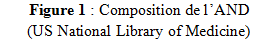 Figure 1 : Composition de l’AND
(US National Library of Medicine)